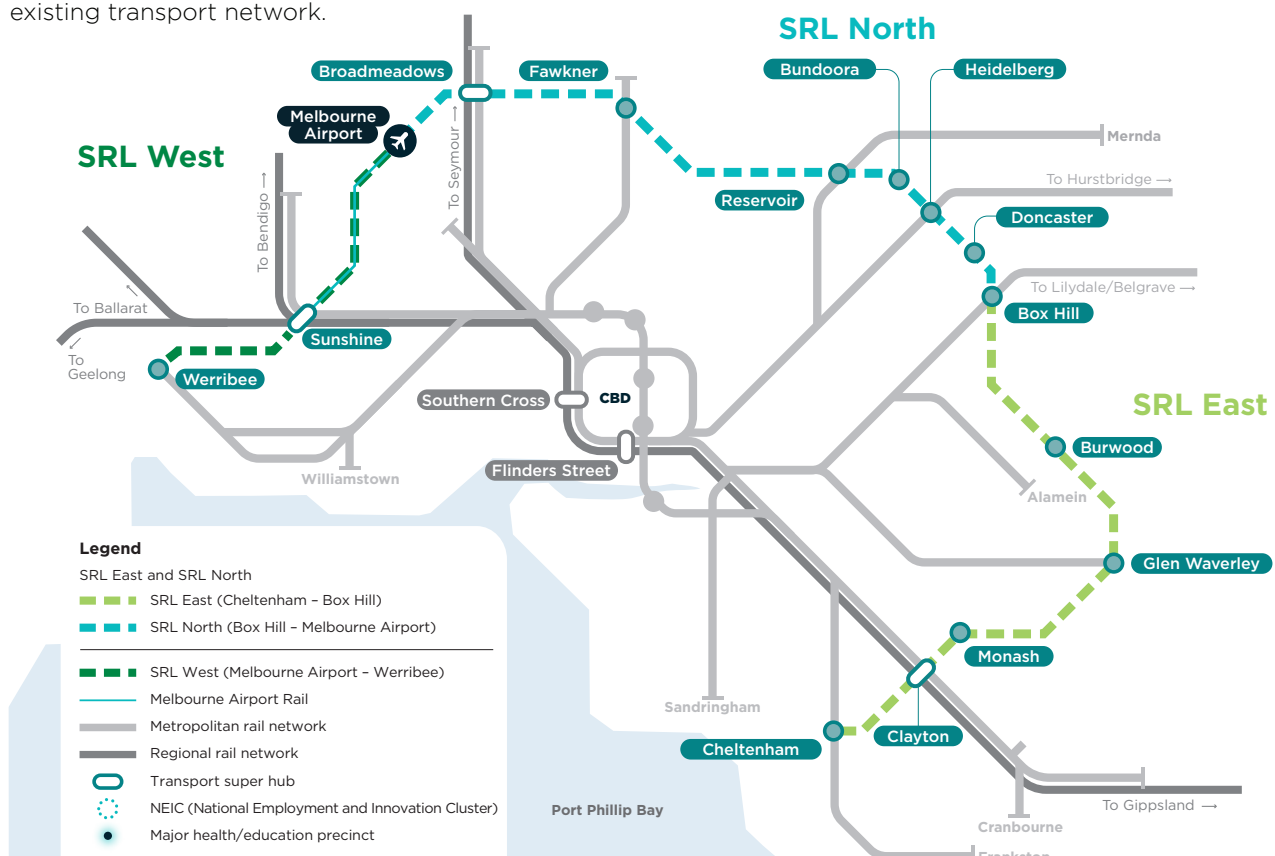 existing transport network.
SRL North
Broadmeadows
Fawkner
Bundoora
Heidelberg
Melbourne
Airport
SRL West
To Seymour →
Mernda
To Bendigo →
To Hurstbridge →
Reservoir
Doncaster
To Ballarat
To Lilydale/Belgrave →
Box Hill
Sunshine
To
Geelong
Werribee
Southern Cross
CBD
SRL East
Burwood
Flinders Street
Williamstown
Alamein
Glen Waverley
Monash
Sandringham
Clayton
Cheltenham
Port Phillip Bay
To Gippsland →
Cranbourne
Frankston
Legend
SRL East and SRL North
SRL East (Cheltenham – Box Hill)
SRL North (Box Hill – Melbourne Airport)
SRL West (Melbourne Airport – Werribee)
Melbourne Airport Rail
Metropolitan rail network
Regional rail network
Transport super hub
NEIC (National Employment and Innovation Cluster)
Major health/education precinct